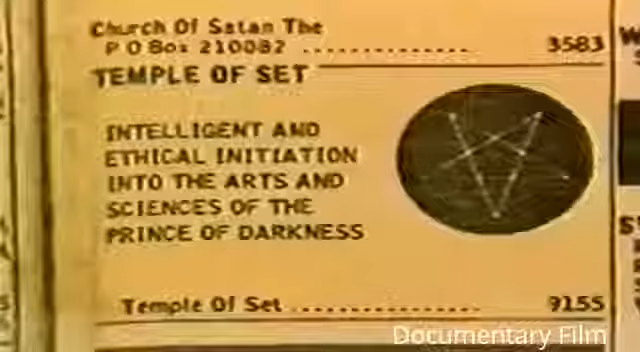 Church Of Satan The
P O Box 210082 .................. 3583
TEMPLE OF SET
INTELLIGENT AND
ETHICAL INITIATION
INTO THE ARTS AND
SCIENCES OF THE
PRINCE OF DARKNESS
Temple Of Set .................... 9155
Documentary Film